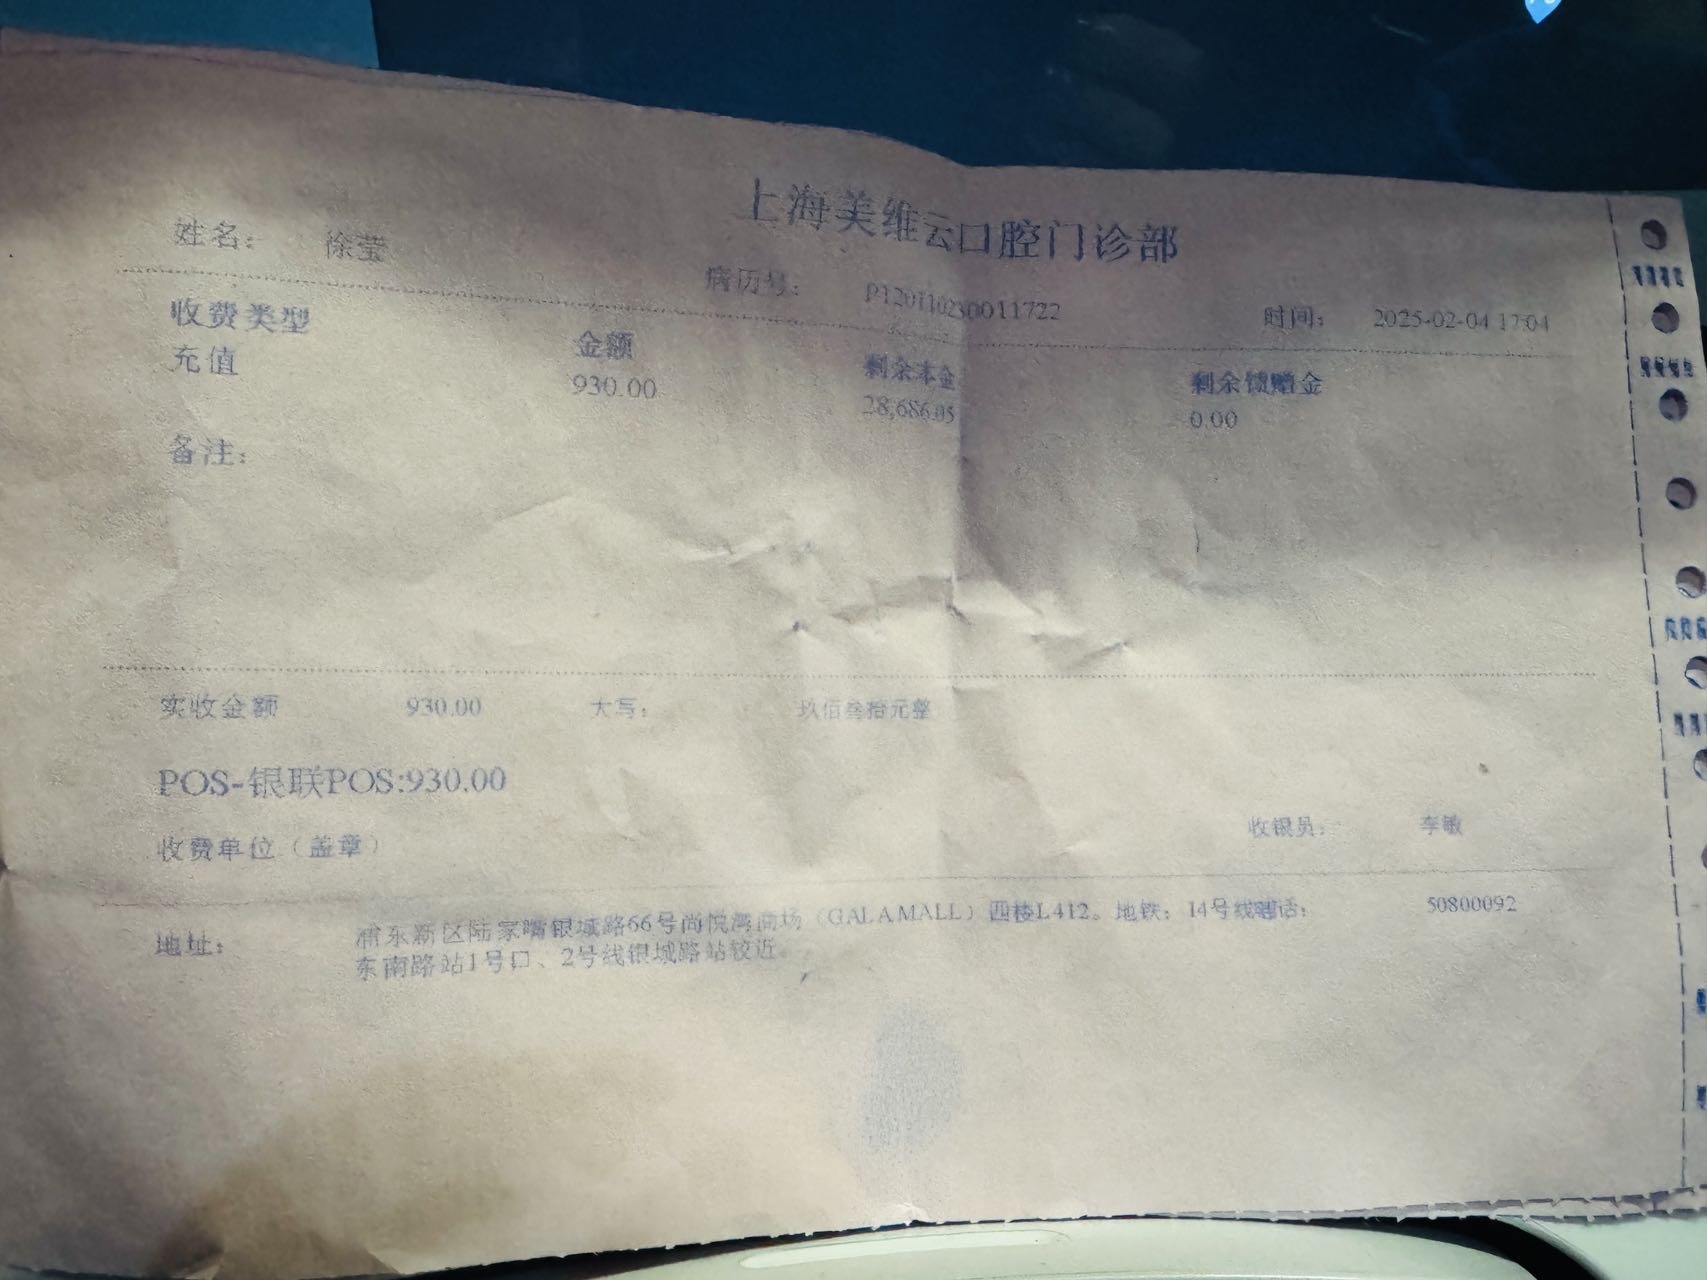 上海美维云口腔门诊部
姓名： 徐莹 病历号： P120110230011722 时间： 2025-02-04 17:04
收费类型 金额 剩余本金 剩余馈赠金
充值 930.00 28,686.05 0.00
备注：
实收金额 930.00 大写： 玖佰叁拾元整
POS-银联POS:930.00
收费单位（盖章） 收银员： 李敏
地址： 浦东新区陆家嘴银城路66号尚悦湾商场（GALAMALL）四楼L412。地铁：14号线 电话： 50800092
东南路站1号口、2号线银城路站较近。